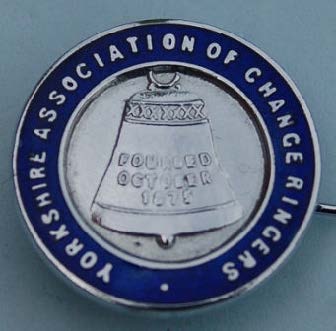 YORKSHIRE ASSOCIATION OF CHANGE RINGERS
FOUNDED
OCTOBER
1875